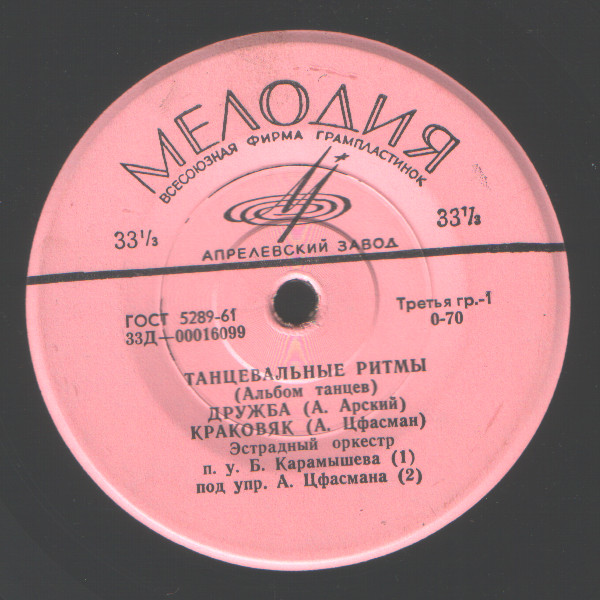 МЕЛОДИЯ
ВСЕСОЮЗНАЯ ФИРМА ГРАМПЛАСТИНОК
33⅓
33⅓
АПРЕЛЕВСКИЙ ЗАВОД
ГОСТ 5289-61
33Д—00016099
Третья гр.-1
0-70
ТАНЦЕВАЛЬНЫЕ РИТМЫ
(Альбом танцев)
ДРУЖБА (А. Арский)
КРАКОВЯК (А. Цфасман)
Эстрадный оркестр
п. у. Б. Карамышева (1)
под упр. А. Цфасмана (2)